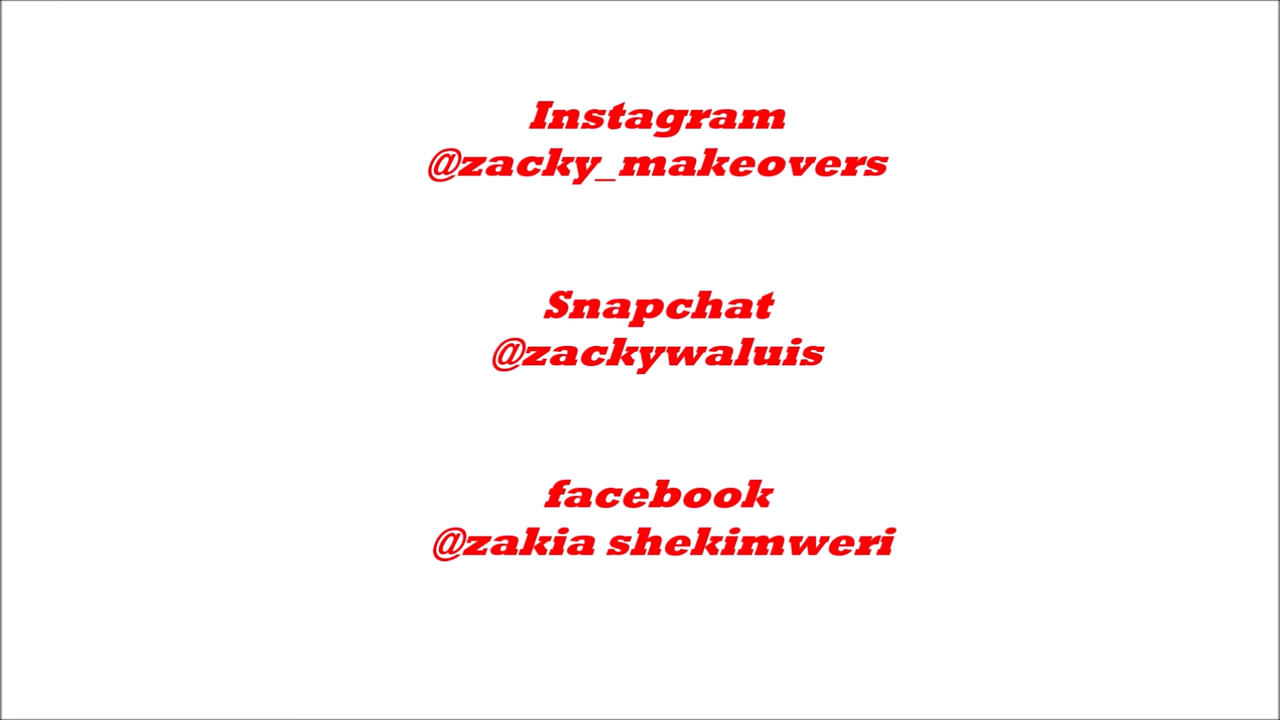 Instagram
@zacky_makeovers
Snapchat
@zackywaluis
facebook
@zakia shekimweri